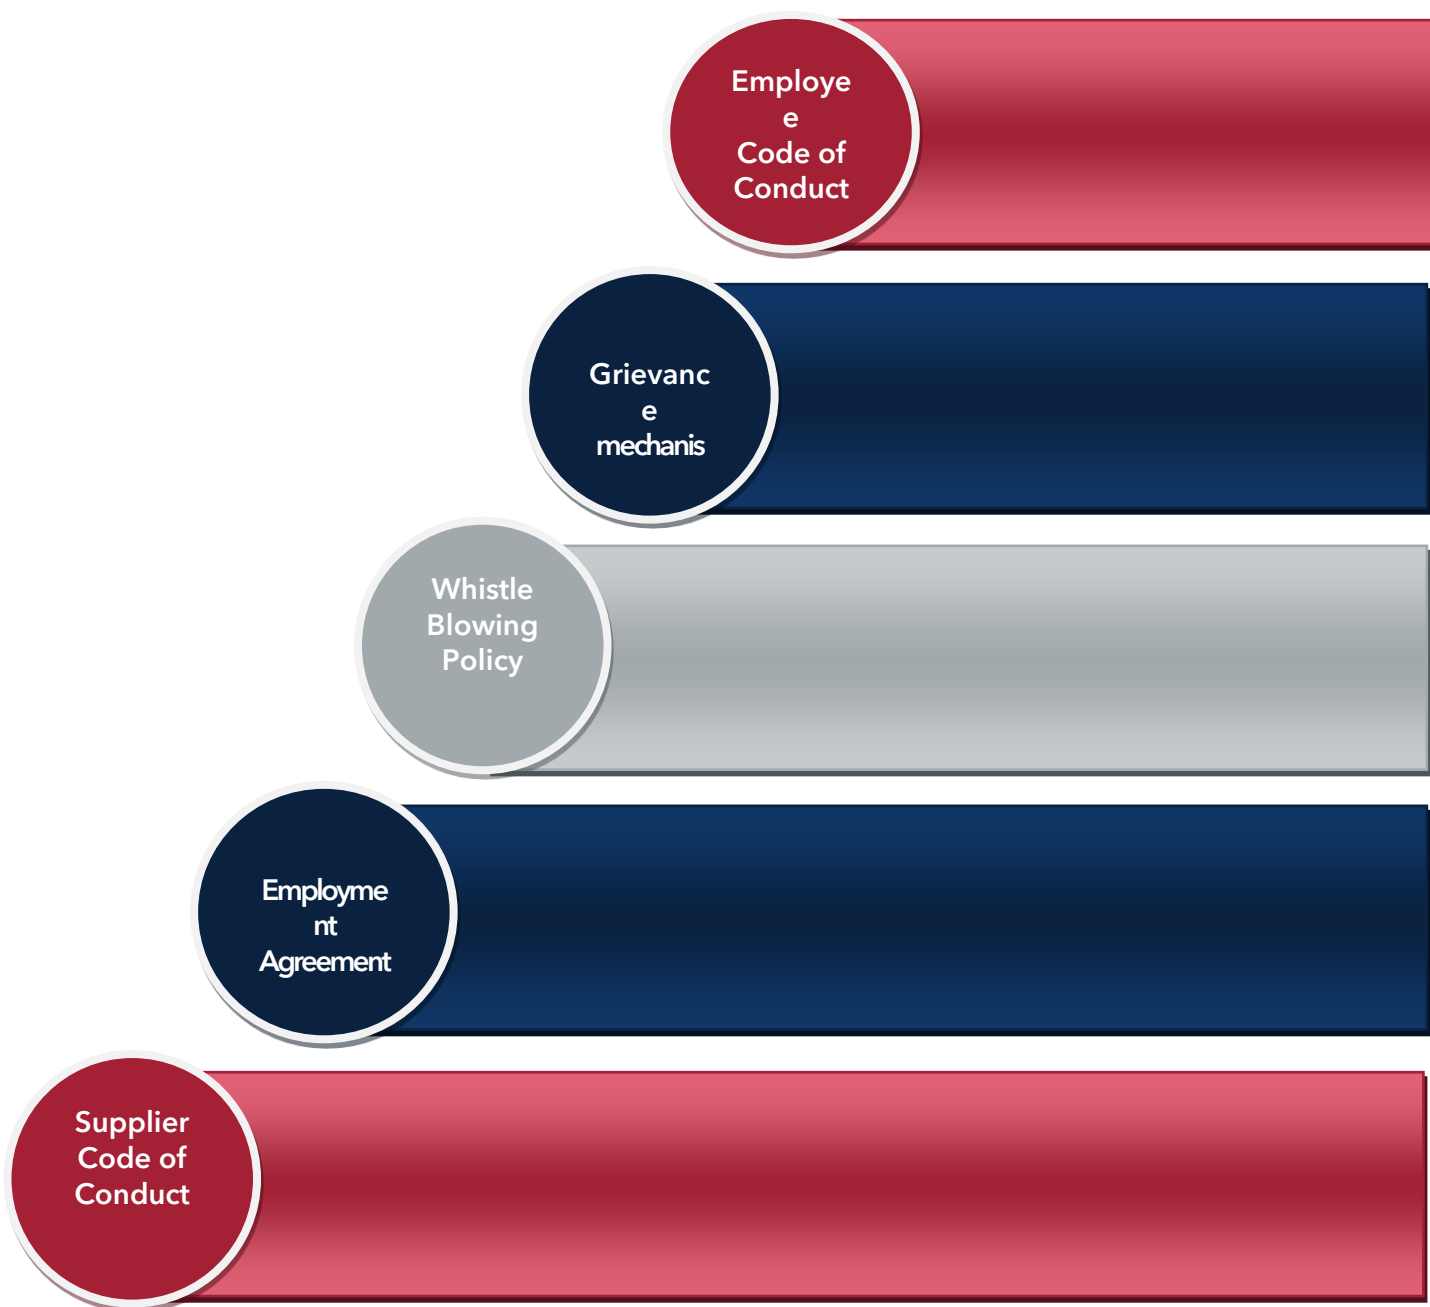 Employe
e
Code of
Conduct
Grievanc
e
mechanis
Whistle
Blowing
Policy
Employme
nt
Agreement
Supplier
Code of
Conduct